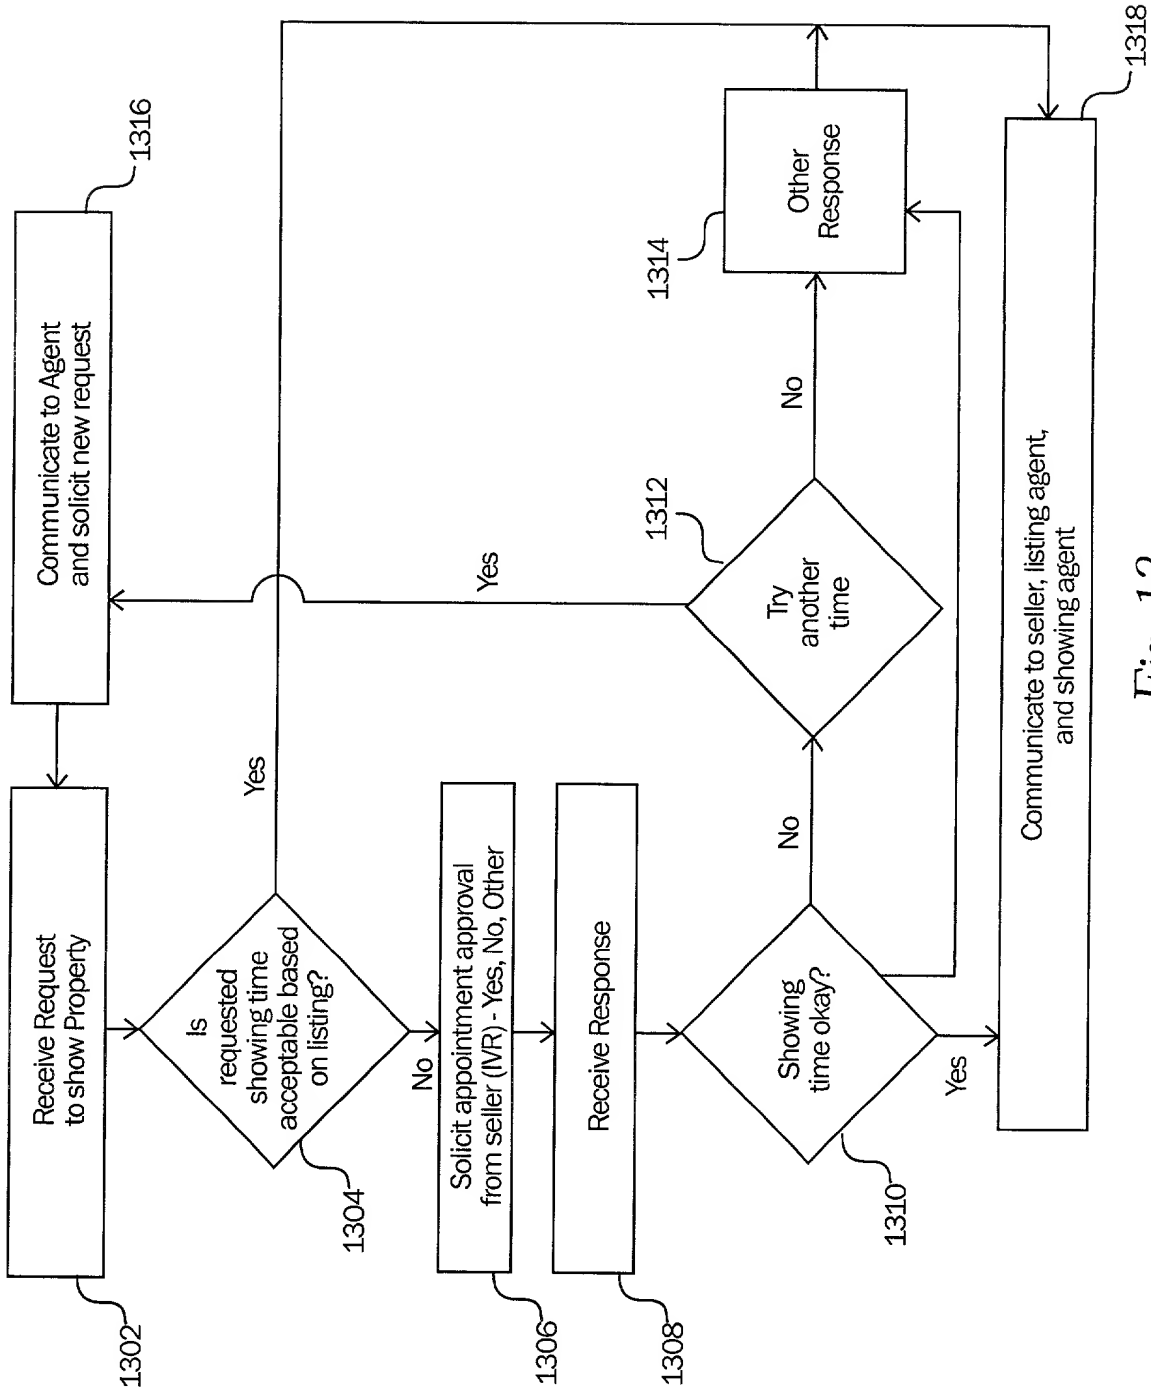 Receive Request
to show Property
1302
Communicate to Agent
and solicit new request
1316
Is
requested
showing time
acceptable based
on listing?
1304
Yes
No
Solicit appointment approval
from seller (IVR) - Yes, No, Other
1306
Receive Response
1308
Showing
time okay?
1310
No
Yes
Try
another
time
1312
Yes
No
Other
Response
1314
Communicate to seller, listing agent,
and showing agent
1318